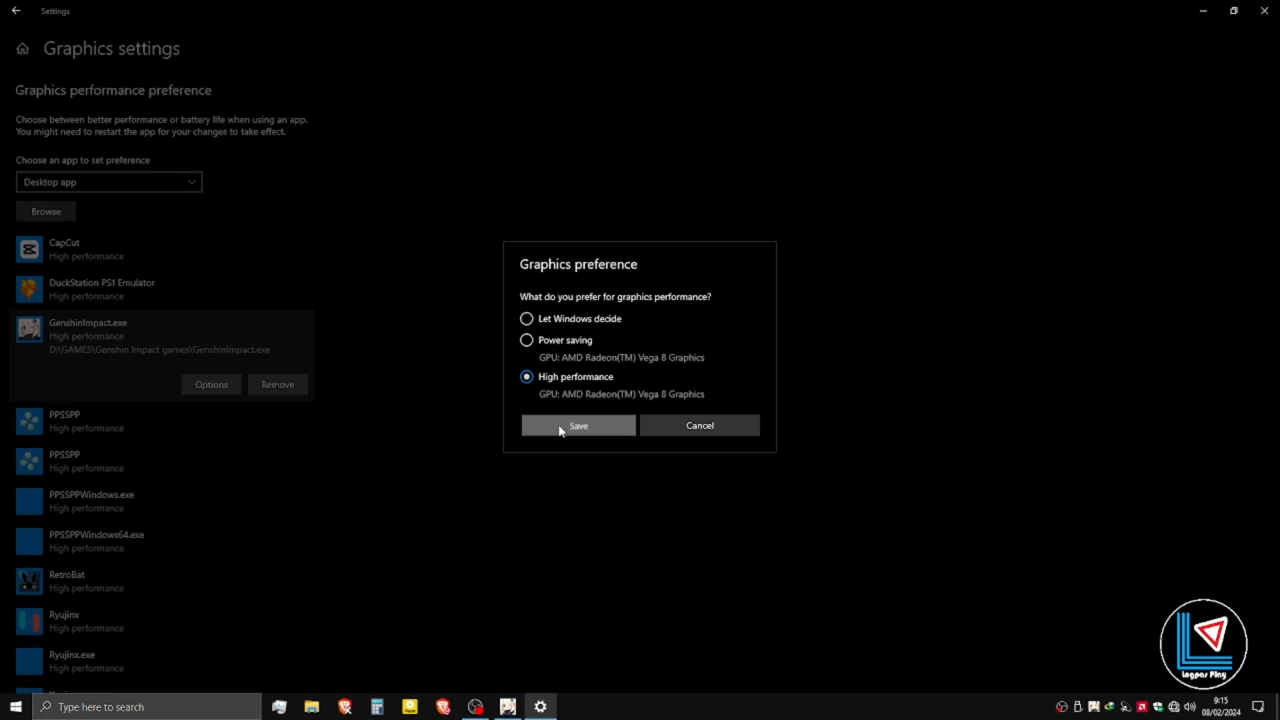 Settings
Graphics settings
Graphics performance preference
Choose between better performance or battery life when using an app.
You might need to restart the app for your changes to take effect.
Choose an app to set preference
Desktop app
Browse
CapCut
High performance
DuckStation PS1 Emulator
High performance
GenshinImpact.exe
High performance
D:\GAMES\Genshin Impact games\GenshinImpact.exe
Options
Remove
PPSSPP
High performance
PPSSPP
High performance
PPSSPPWindows.exe
High performance
PPSSPPWindows64.exe
High performance
RetroBat
High performance
Ryujinx
High performance
Ryujinx.exe
High performance
Graphics preference
What do you prefer for graphics performance?
Let Windows decide
Power saving
GPU: AMD Radeon(TM) Vega 8 Graphics
High performance
GPU: AMD Radeon(TM) Vega 8 Graphics
Save
Cancel
Logpas Play
Type here to search
9:15
08/02/2024